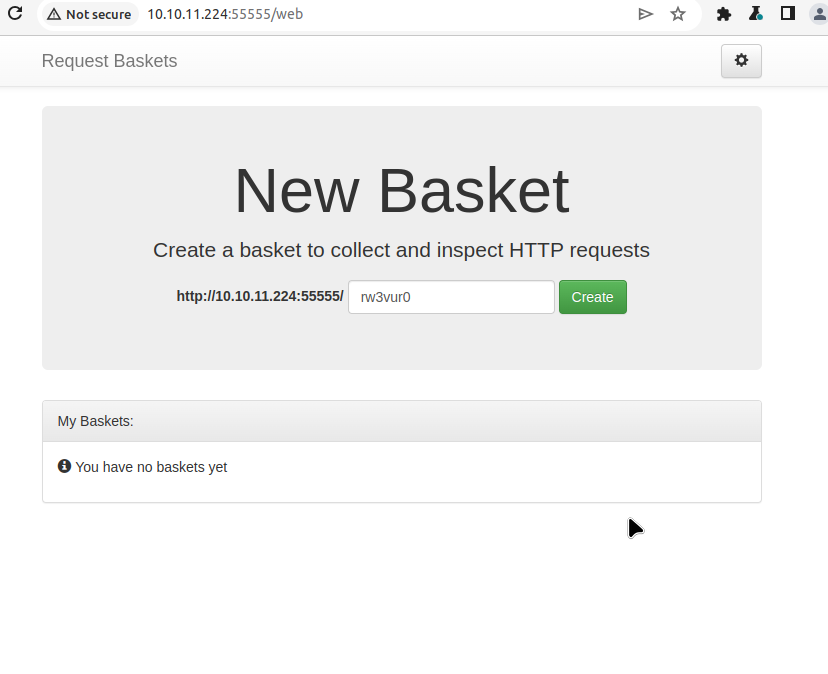 Not secure 10.10.11.224:55555/web
Request Baskets
New Basket
Create a basket to collect and inspect HTTP requests
http://10.10.11.224:55555/ rw3vur0 Create
My Baskets:
You have no baskets yet